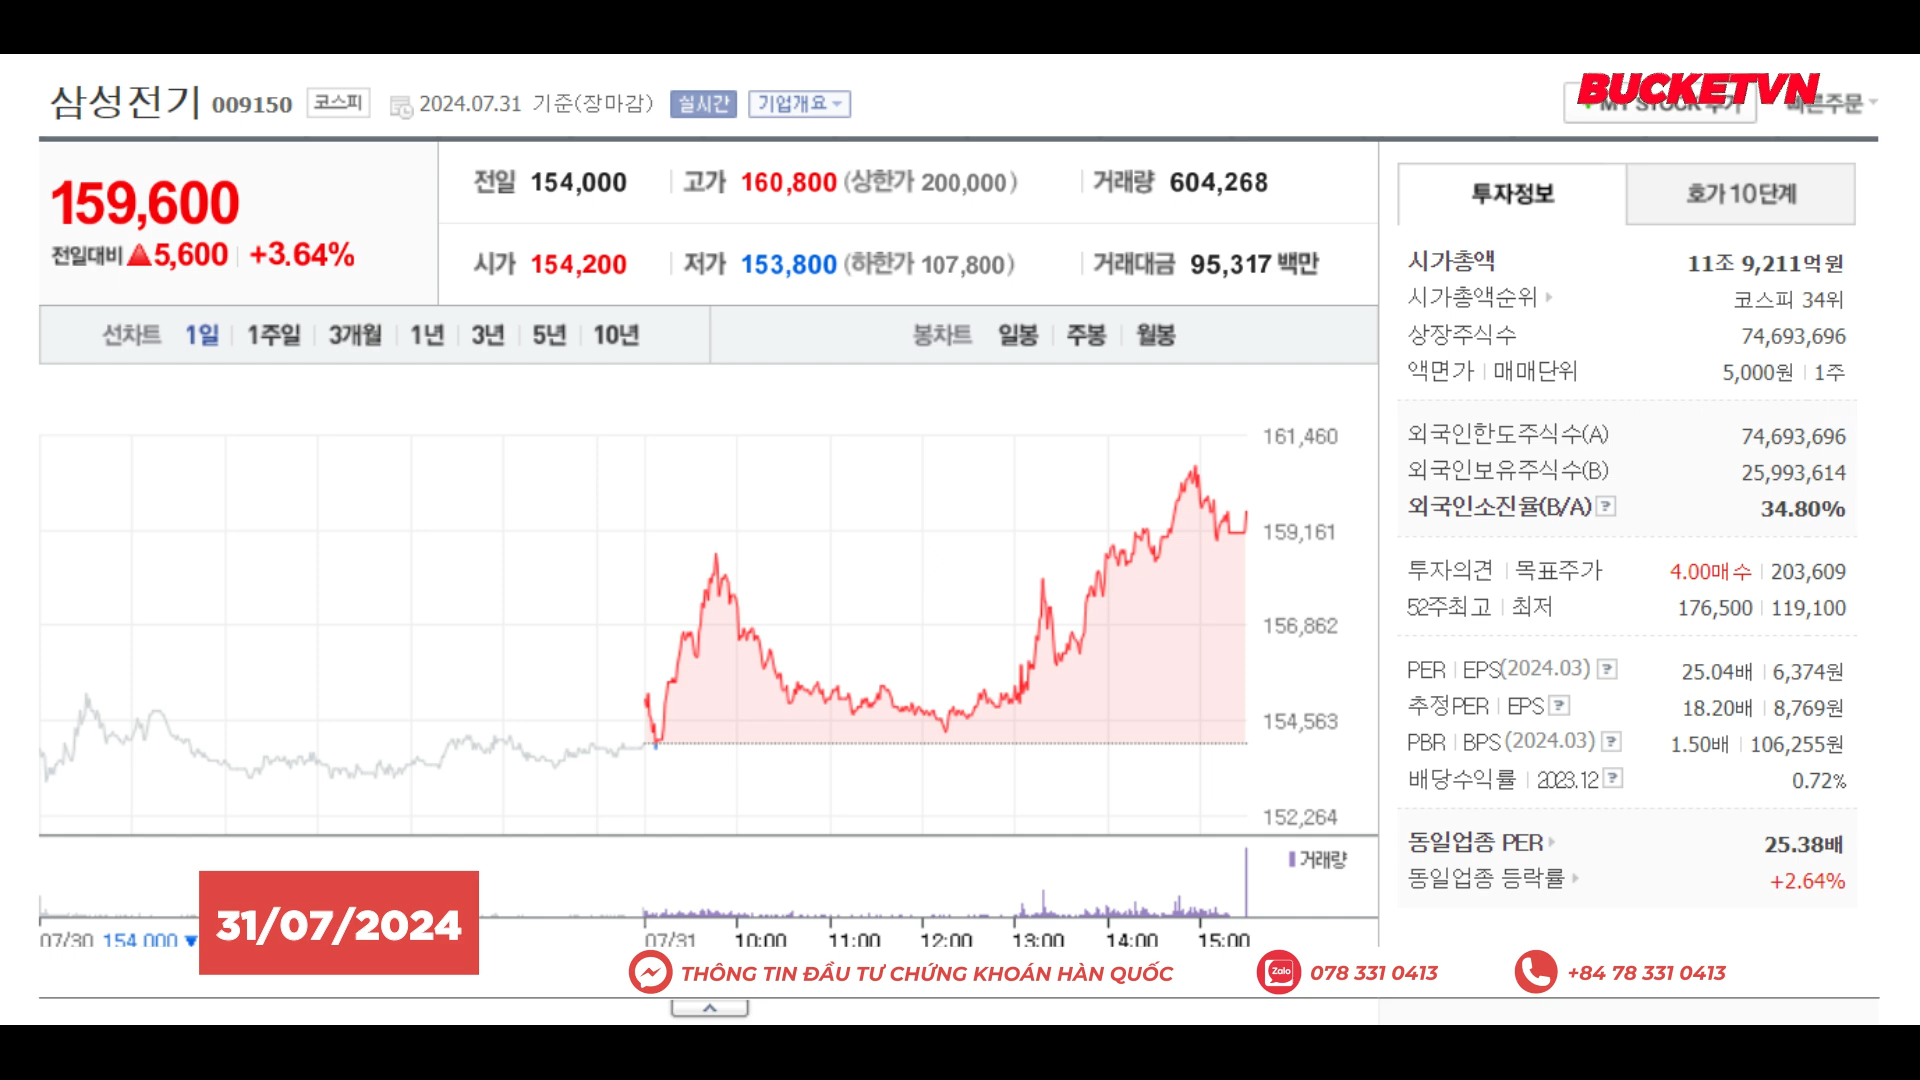 BUCKETVN
삼성전기 009150 코스피 2024.07.31 기준(장마감) 실시간 기업개요
159,600
전일대비 ▲5,600 +3.64%
전일 154,000 고가 160,800 (상한가 200,000) 거래량 604,268
시가 154,200 저가 153,800 (하한가 107,800) 거래대금 95,317 백만
선차트 1일 1주일 3개월 1년 3년 5년 10년 봉차트 일봉 주봉 월봉
161,460
159,161
156,862
154,563
152,264
거래량
07/30 154,000 ▼ 07/31 10:00 11:00 12:00 13:00 14:00 15:00
투자정보 호가 10단계
시가총액 11조 9,211억원
시가총액순위 코스피 34위
상장주식수 74,693,696
액면가 매매단위 5,000원 1주
외국인한도주식수(A) 74,693,696
외국인보유주식수(B) 25,993,614
외국인소진율(B/A) ? 34.80%
투자의견 목표주가 4.00매수 203,609
52주최고 최저 176,500 119,100
PER EPS(2024.03) ? 25.04배 6,374원
추정PER EPS ? 18.20배 8,769원
PBR BPS (2024.03) ? 1.50배 106,255원
배당수익률 2023.12 ? 0.72%
동일업종 PER 25.38배
동일업종 등락률 +2.64%
31/07/2024
THÔNG TIN ĐẦU TƯ CHỨNG KHOÁN HÀN QUỐC Zalo 078 331 0413 +84 78 331 0413